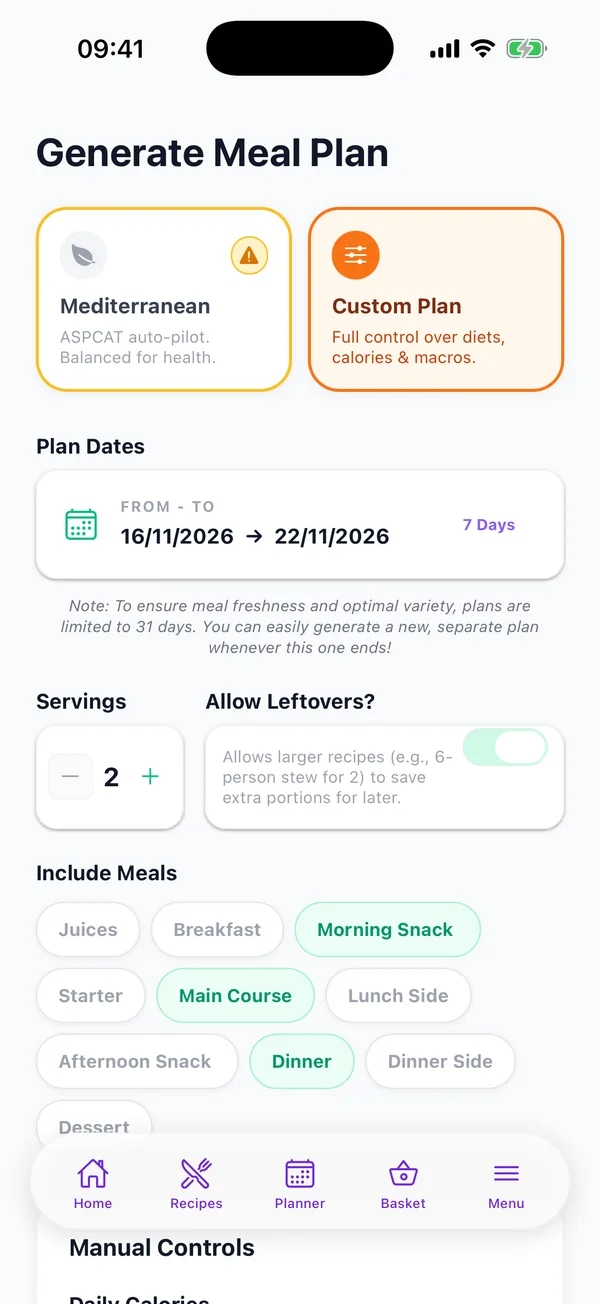 09:41
Generate Meal Plan
Mediterranean
ASPCAT auto-pilot.
Balanced for health.
Custom Plan
Full control over diets,
calories & macros.
Plan Dates
FROM - TO
16/11/2026 → 22/11/2026
7 Days
Note: To ensure meal freshness and optimal variety, plans are
limited to 31 days. You can easily generate a new, separate plan
whenever this one ends!
Servings
Allow Leftovers?
− 2 +
Allows larger recipes (e.g., 6-
person stew for 2) to save
extra portions for later.
Include Meals
Juices
Breakfast
Morning Snack
Starter
Main Course
Lunch Side
Afternoon Snack
Dinner
Dinner Side
Dessert
Home
Recipes
Planner
Basket
Menu
Manual Controls
Daily Calories